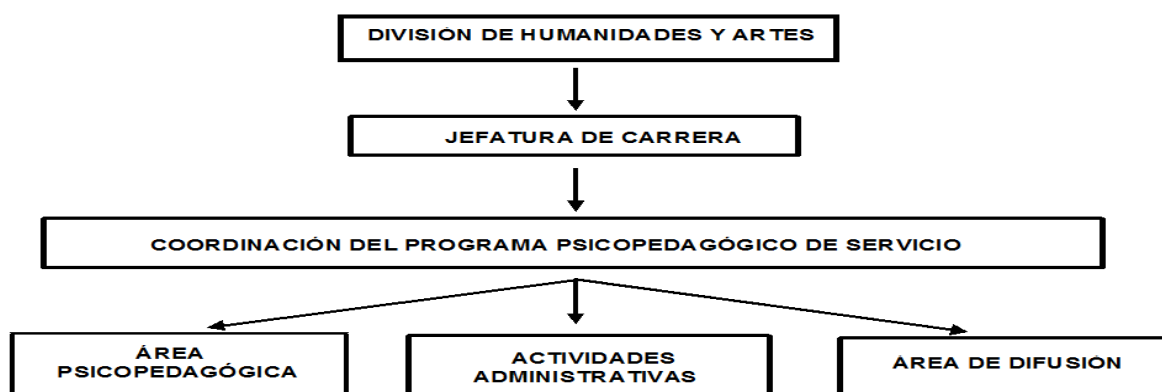 DIVISIÓN DE HUMANIDADES Y ARTES
JEFATURA DE CARRERA
COORDINACIÓN DEL PROGRAMA PSICOPEDAGÓGICO DE SERVICIO
ÁREA
PSICOPEDAGÓGICA
ACTIVIDADES
ADMINISTRATIVAS
ÁREA DE DIFUSIÓN